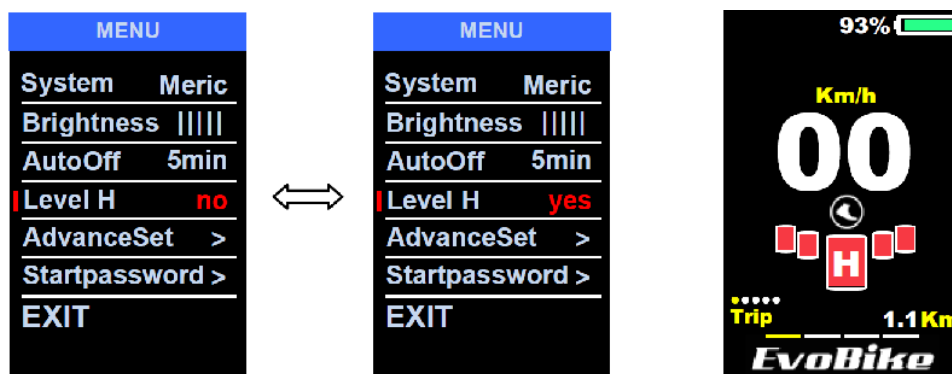 MENU
System Meric
Brightness |||||
AutoOff 5min
Level H no
AdvanceSet >
Startpassword >
EXIT
MENU
System Meric
Brightness |||||
AutoOff 5min
Level H yes
AdvanceSet >
Startpassword >
EXIT
93%
Km/h
00
H
Trip 1.1 Km
EvoBike